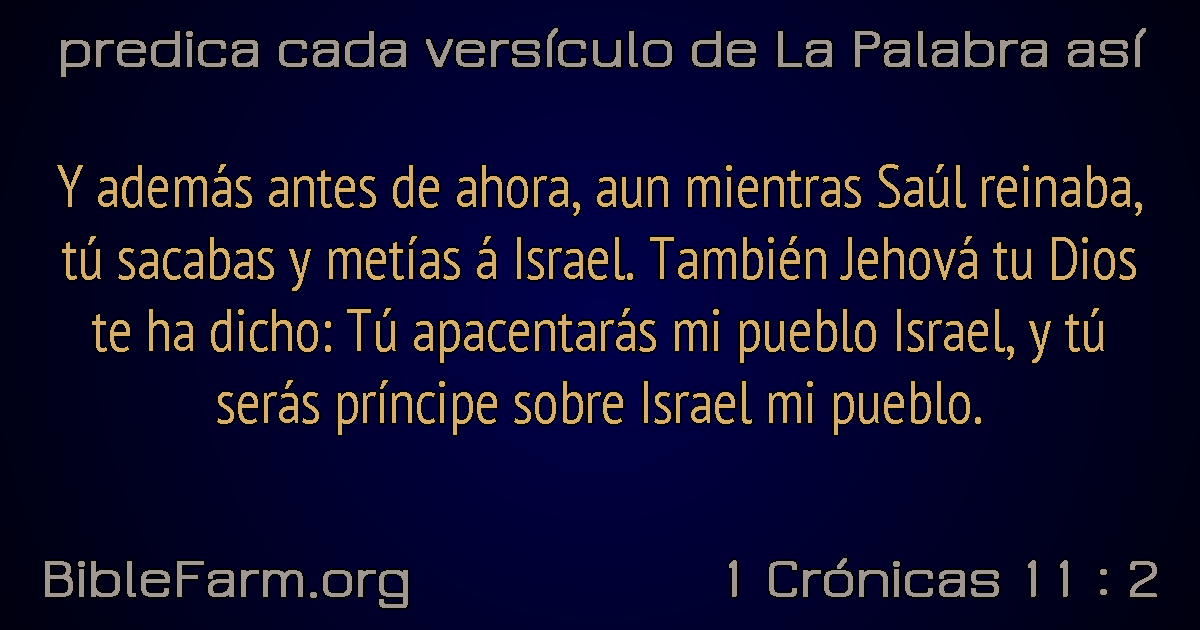 predica cada versículo de La Palabra así
Y además antes de ahora, aun mientras Saúl reinaba,
tú sacabas y metías á Israel. También Jehová tu Dios
te ha dicho: Tú apacentarás mi pueblo Israel, y tú
serás príncipe sobre Israel mi pueblo.
BibleFarm.org
1 Crónicas 11 : 2